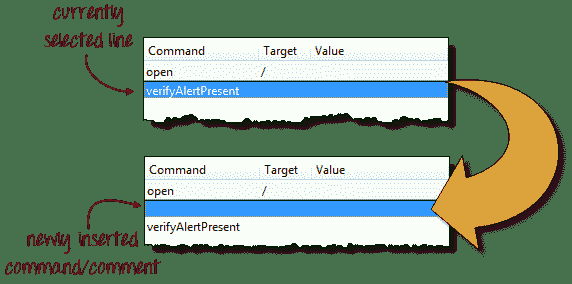 currently
selected line
Command Target Value
open /
verifyAlertPresent
Command Target Value
open /
verifyAlertPresent
newly inserted
command/comment